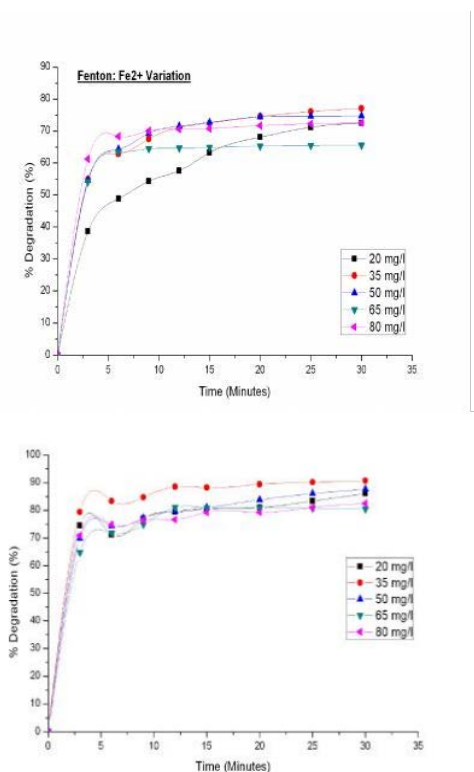 Fenton: Fe2+ Variation
90
80
70
60
50
40
30
20
10
0
% Degradation (%)
0 5 10 15 20 25 30 35
Time (Minutes)
20 mg/l
35 mg/l
50 mg/l
65 mg/l
80 mg/l
100
90
80
70
60
50
40
30
20
10
0
% Degradation (%)
0 5 10 15 20 25 30 35
Time (Minutes)
20 mg/l
35 mg/l
50 mg/l
65 mg/l
80 mg/l